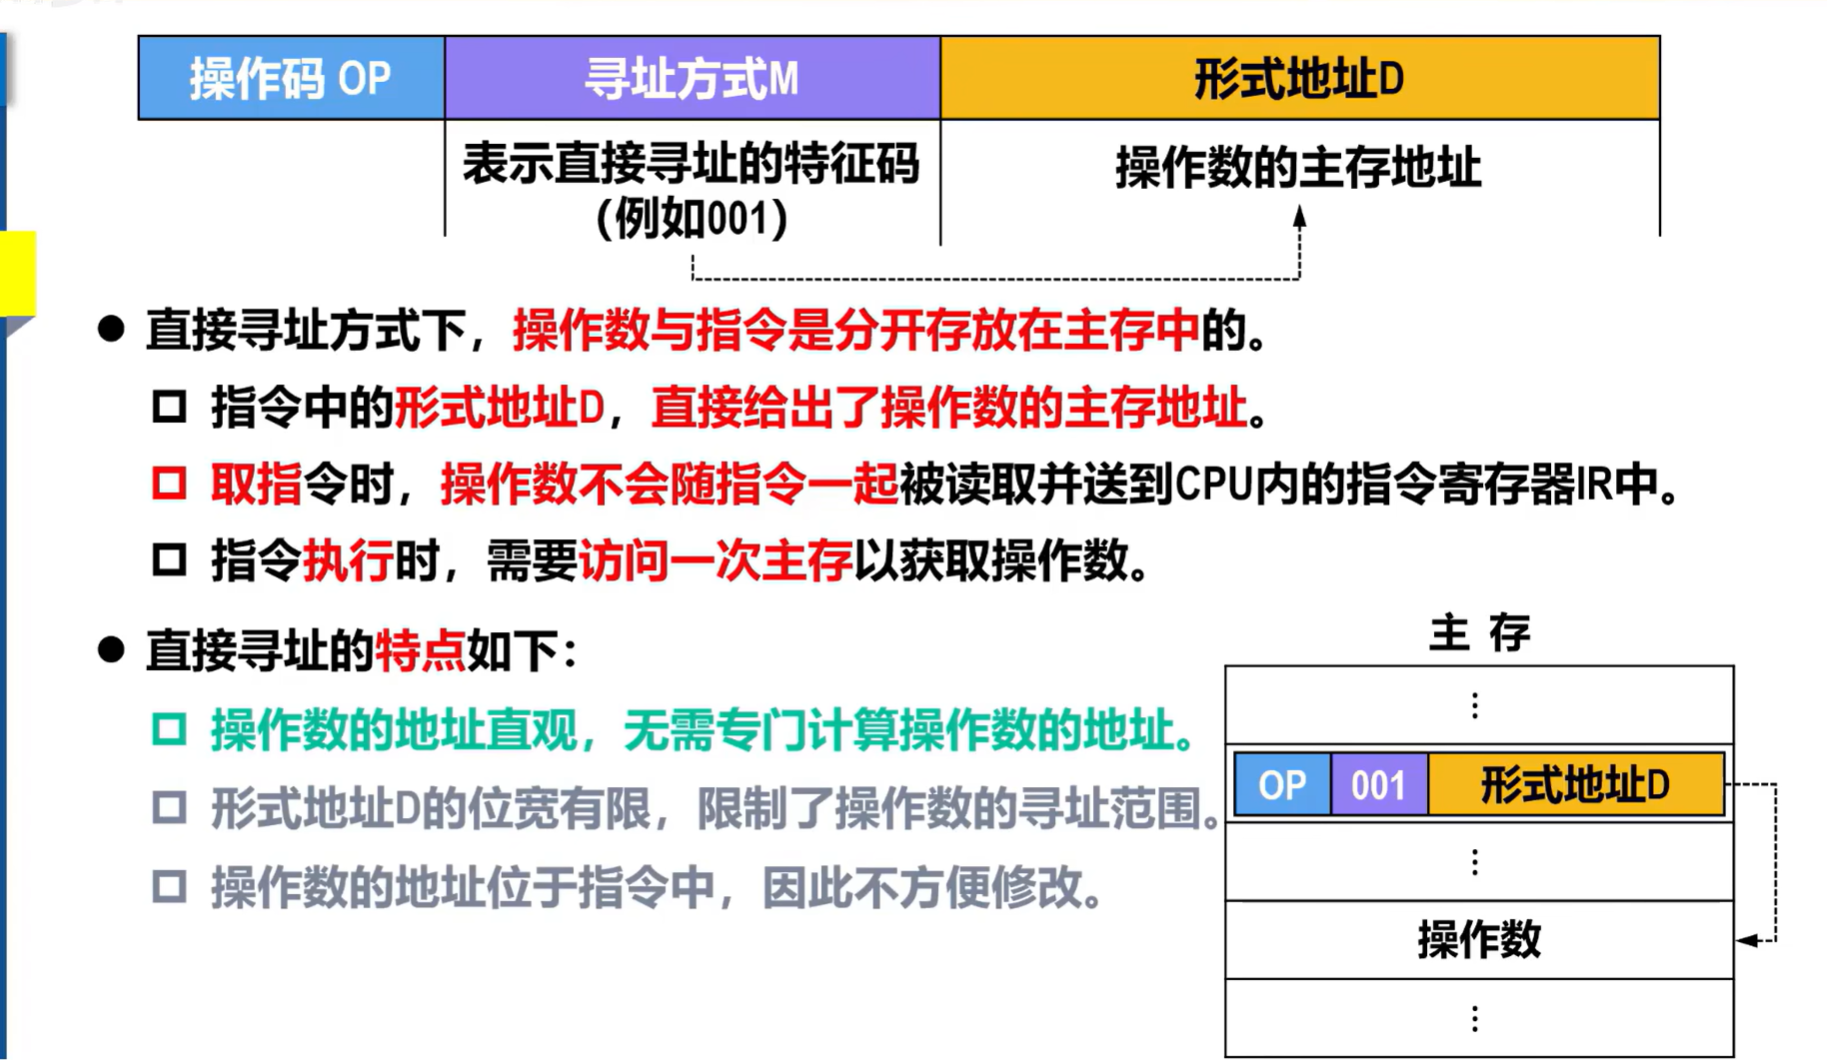 操作码 OP 寻址方式M 形式地址D
表示直接寻址的特征码
(例如001)
操作数的主存地址
● 直接寻址方式下，操作数与指令是分开存放在主存中的。
指令中的形式地址D，直接给出了操作数的主存地址。
取指令时，操作数不会随指令一起被读取并送到CPU内的指令寄存器IR中。
指令执行时，需要访问一次主存以获取操作数。
● 直接寻址的特点如下：
操作数的地址直观，无需专门计算操作数的地址。
形式地址D的位宽有限，限制了操作数的寻址范围。
操作数的地址位于指令中，因此不方便修改。
主 存
⋮
OP 001 形式地址D
⋮
操作数
⋮